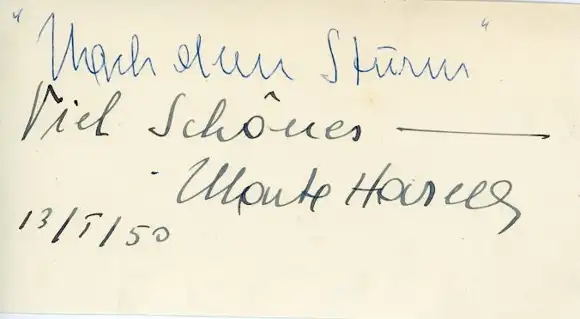 "Nach dem Sturm"
Viel Schönes —
Marte Harell
13/I/50